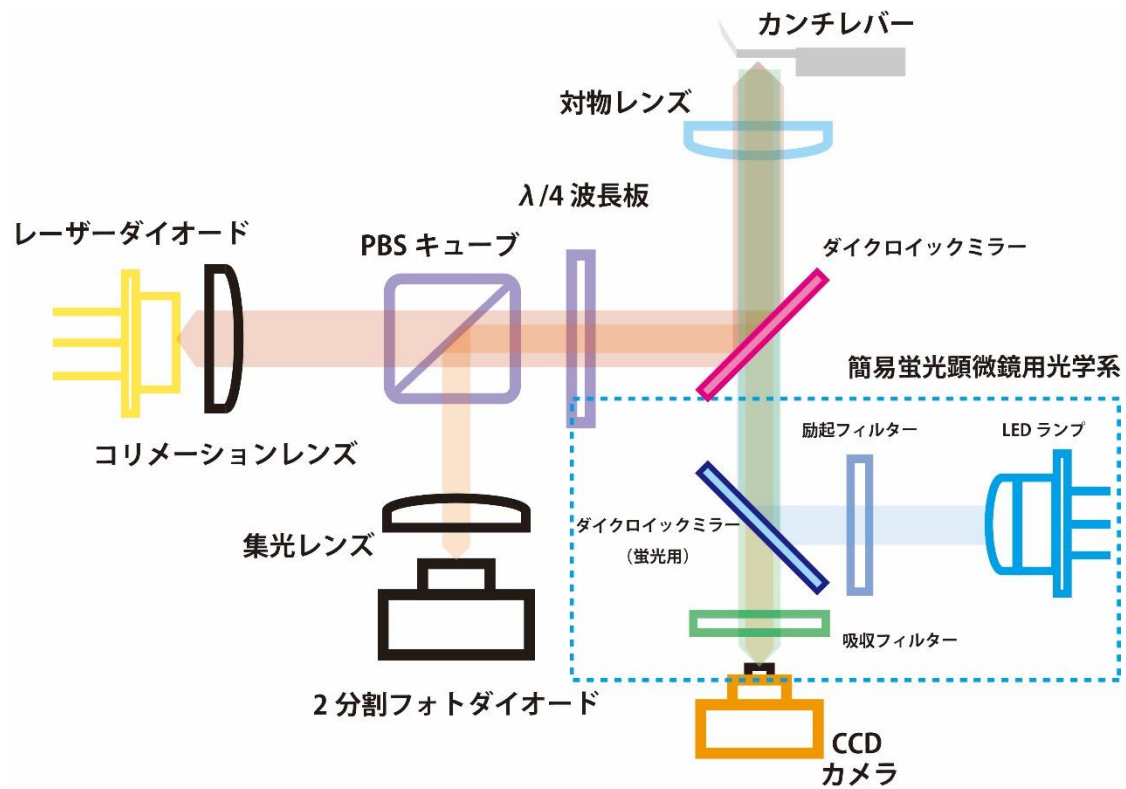 カンチレバー
対物レンズ
λ/4 波長板
レーザーダイオード
PBS キューブ
ダイクロイックミラー
簡易蛍光顕微鏡用光学系
励起フィルター
LED ランプ
コリメーションレンズ
集光レンズ
ダイクロイックミラー
（蛍光用）
吸収フィルター
2 分割フォトダイオード
CCD
カメラ